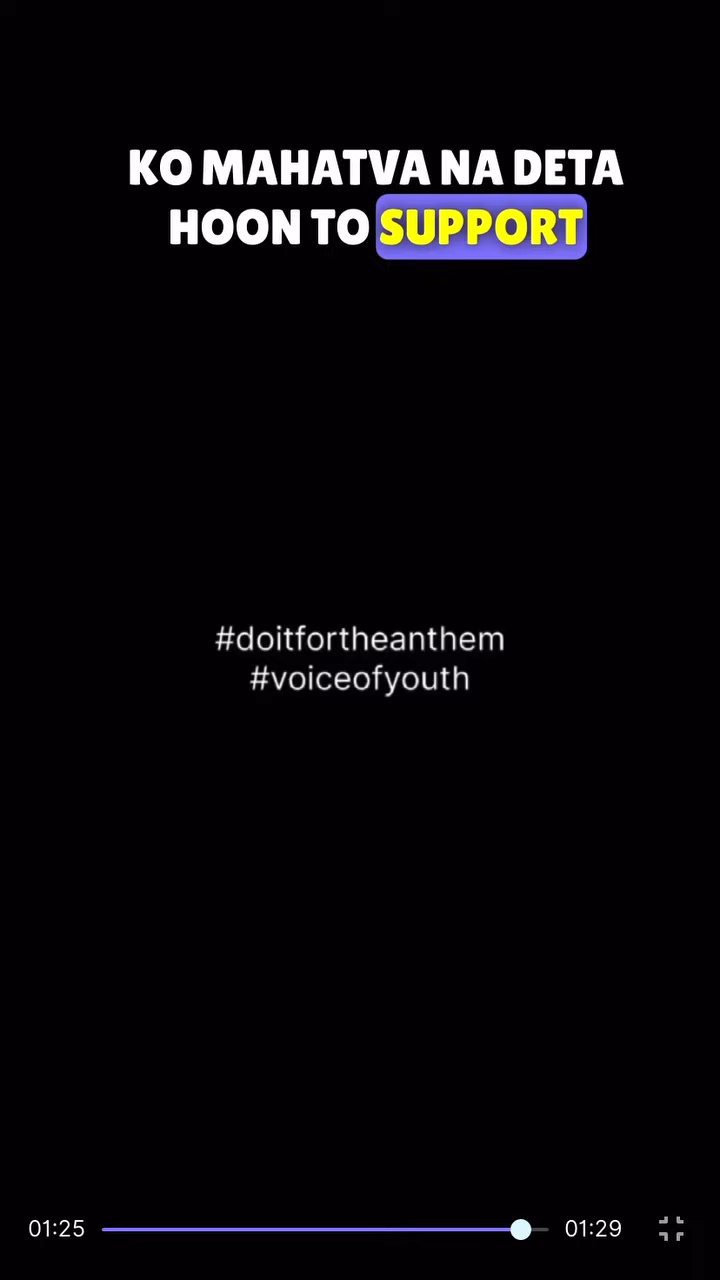 KO MAHATVA NA DETA
HOON TO SUPPORT
#doitfortheanthem
#voiceofyouth
01:25 01:29